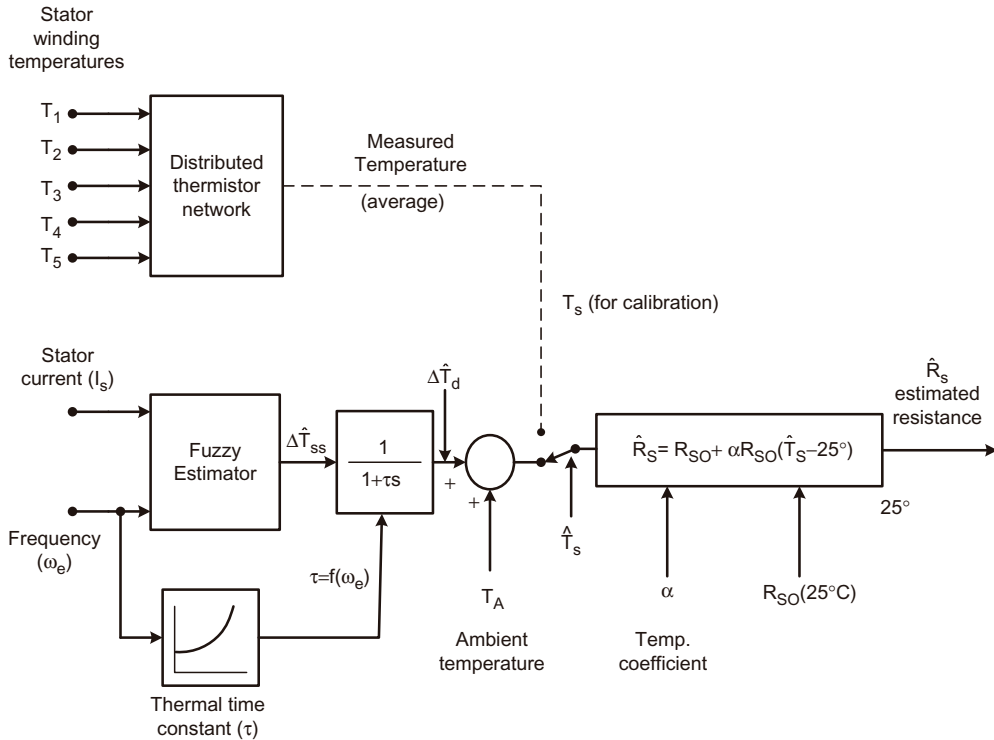 Stator
winding
temperatures
T1
T2
T3
T4
T5
Distributed
thermistor
network
Measured
Temperature
(average)
Ts (for calibration)
Stator
current (Is)
Frequency
(ωe)
Fuzzy
Estimator
ΔT̂ss
1
1+τs
ΔT̂d
+
+
τ=f(ωe)
Thermal time
constant (τ)
TA
Ambient
temperature
T̂s
R̂S= RSO+ αRSO(T̂S–25°)
α
Temp.
coefficient
RSO(25°C)
R̂s
estimated
resistance
25°